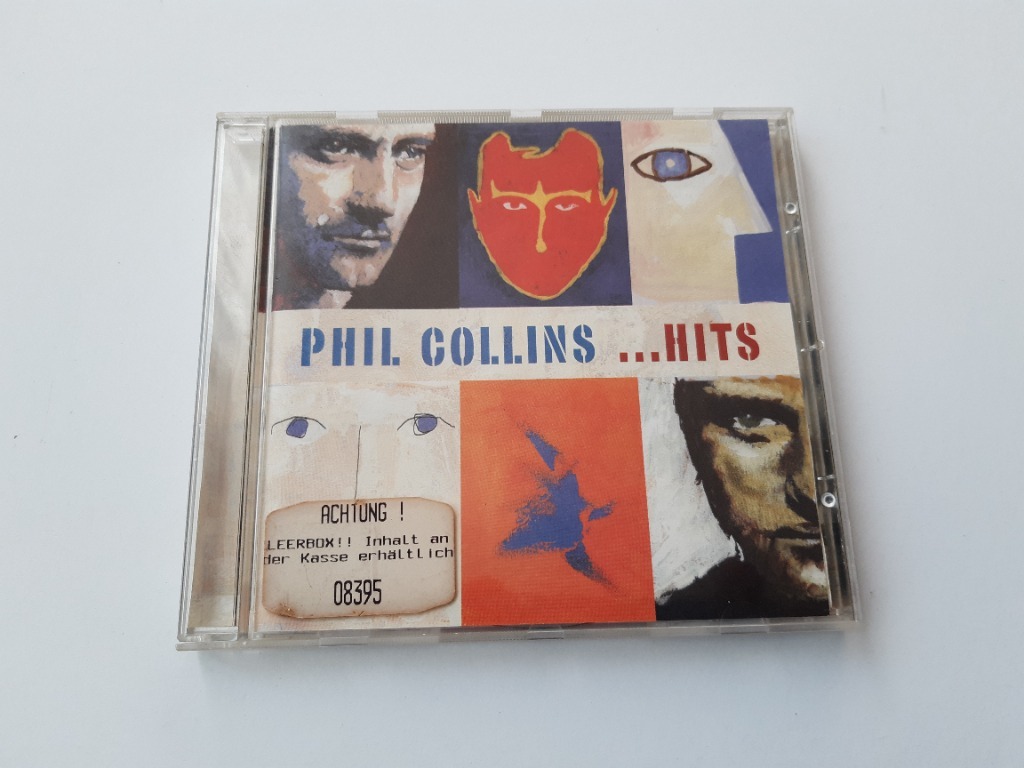 PHIL COLLINS ...HITS
ACHTUNG !
LEERBOX!! Inhalt an
der Kasse erhältlich
08395